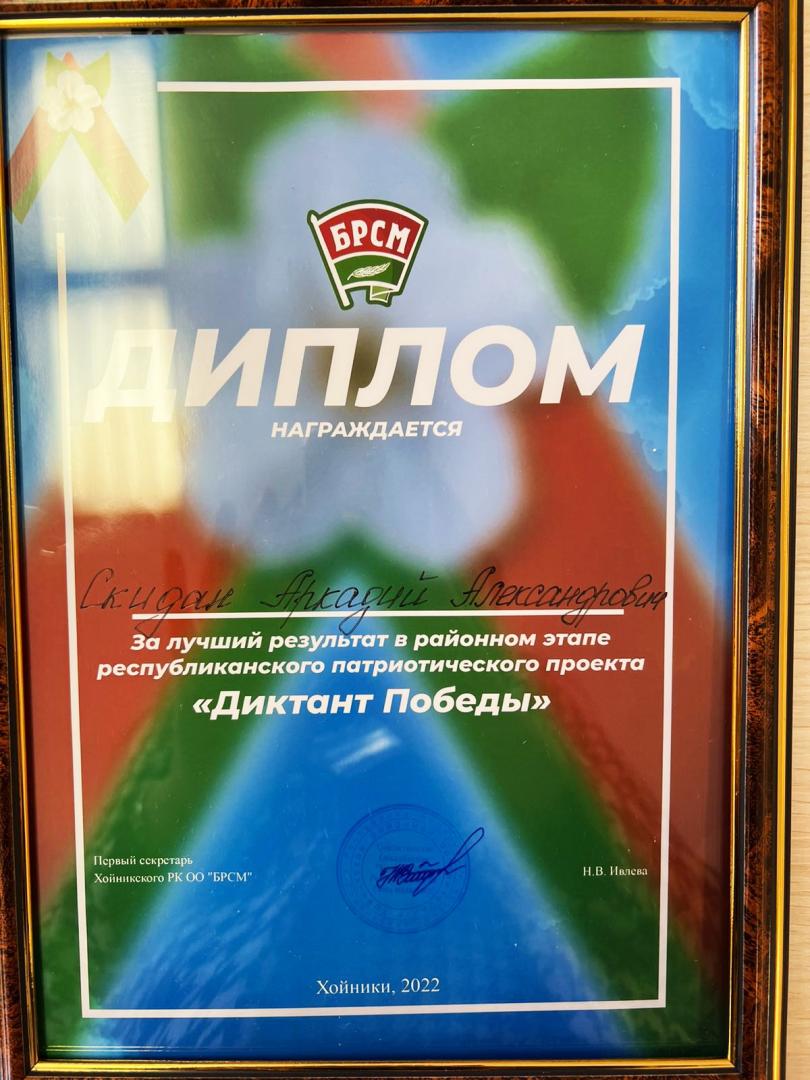 БРСМ
ДИПЛОМ
НАГРАЖДАЕТСЯ
Скидан Аркадий Александрович
За лучший результат в районном этапе
республиканского патриотического проекта
«Диктант Победы»
Первый секретарь
Хойникского РК ОО "БРСМ"
Н.В. Ивлева
Хойники, 2022